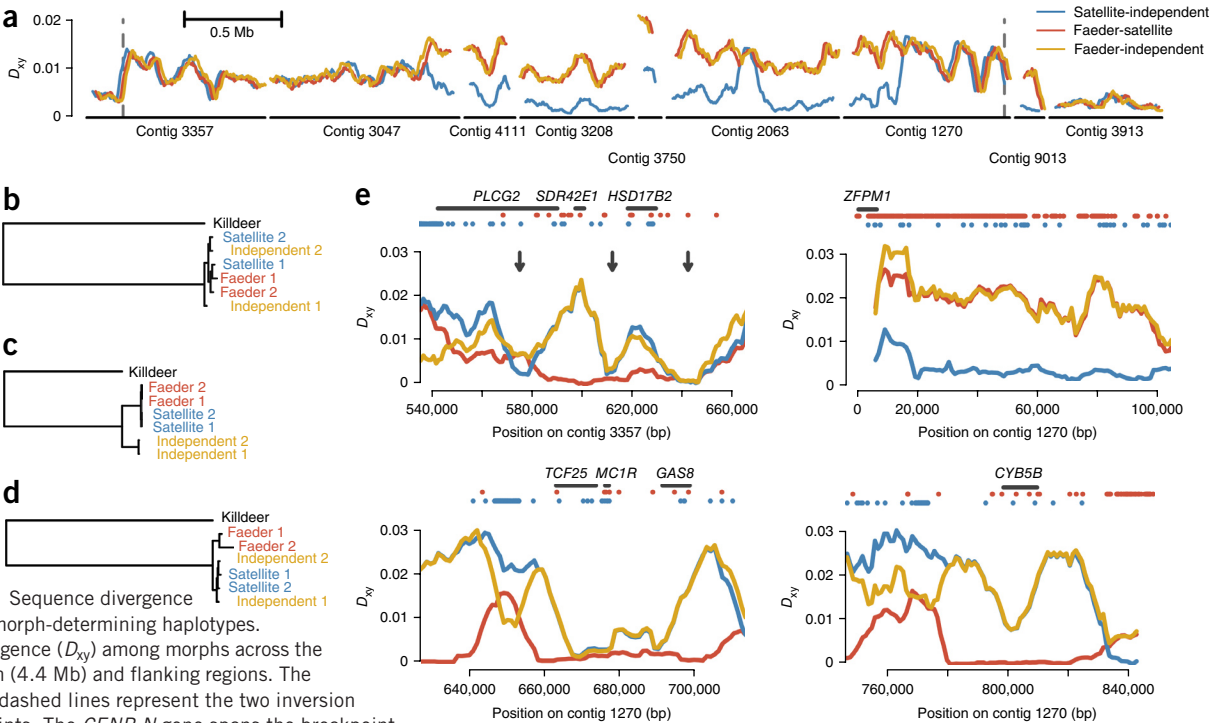 a
0.02
0.01
0
Dxy
0.5 Mb
Satellite-independent
Faeder-satellite
Faeder-independent
Contig 3357
Contig 3047
Contig 4111
Contig 3208
Contig 3750
Contig 2063
Contig 1270
Contig 9013
Contig 3913
b
Killdeer
Satellite 2
Independent 2
Satellite 1
Faeder 1
Faeder 2
Independent 1
c
Killdeer
Faeder 2
Faeder 1
Satellite 2
Satellite 1
Independent 2
Independent 1
d
Killdeer
Faeder 1
Faeder 2
Independent 2
Satellite 1
Satellite 2
Independent 1
Sequence divergence
morph-determining haplotypes.
gence (Dxy) among morphs across the
(4.4 Mb) and flanking regions. The
dashed lines represent the two inversion
e
PLCG2 SDR42E1 HSD17B2
0.03
0.02
0.01
0
Dxy
540,000 580,000 620,000 660,000
Position on contig 3357 (bp)
ZFPM1
0.03
0.02
0.01
0
Dxy
0 20,000 60,000 100,000
Position on contig 1270 (bp)
TCF25 MC1R GAS8
0.03
0.02
0.01
0
Dxy
640,000 660,000 680,000 700,000
Position on contig 1270 (bp)
CYB5B
0.03
0.02
0.01
0
Dxy
760,000 800,000 840,000
Position on contig 1270 (bp)